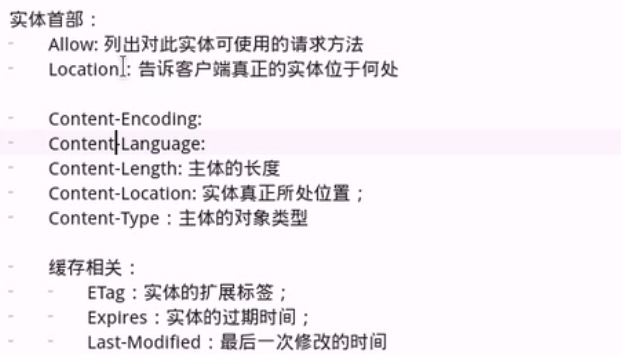 实体首部：
Allow: 列出对此实体可使用的请求方法
Location: 告诉客户端真正的实体位于何处
Content-Encoding:
Content-Language:
Content-Length: 主体的长度
Content-Location: 实体真正所处位置；
Content-Type：主体的对象类型
缓存相关：
ETag：实体的扩展标签；
Expires：实体的过期时间；
Last-Modified：最后一次修改的时间